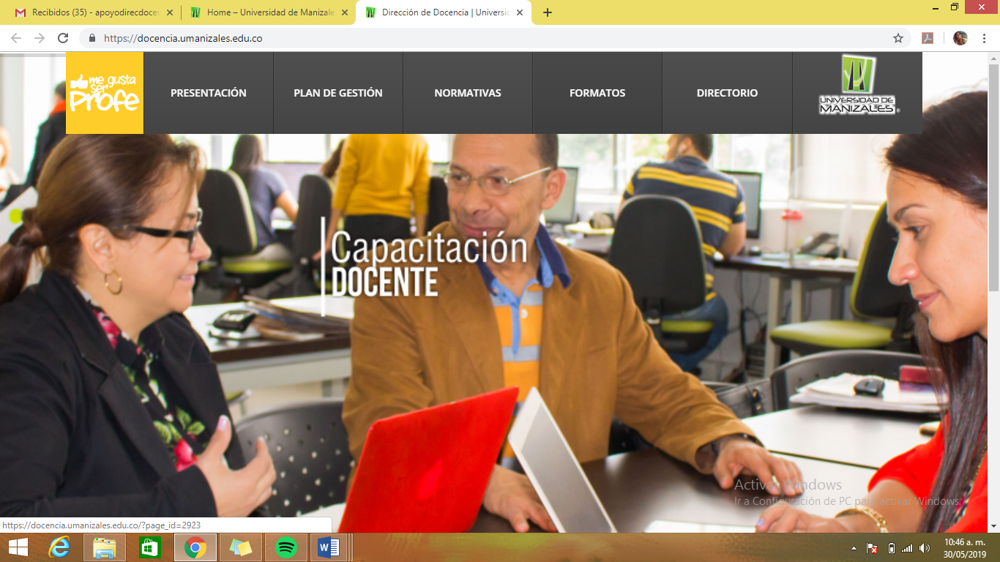 Recibidos (35) - apoyodirecdocen
Home – Universidad de Manizale
Dirección de Docencia | Universid
https://docencia.umanizales.edu.co
me gusta
ser
Profe
PRESENTACIÓN
PLAN DE GESTIÓN
NORMATIVAS
FORMATOS
DIRECTORIO
UNIVERSIDAD DE
MANIZALES
Capacitación
DOCENTE
Activar Windows
Ir a Configuración de PC para activar Windows.
https://docencia.umanizales.edu.co/?page_id=2923
10:46 a. m.
30/05/2019